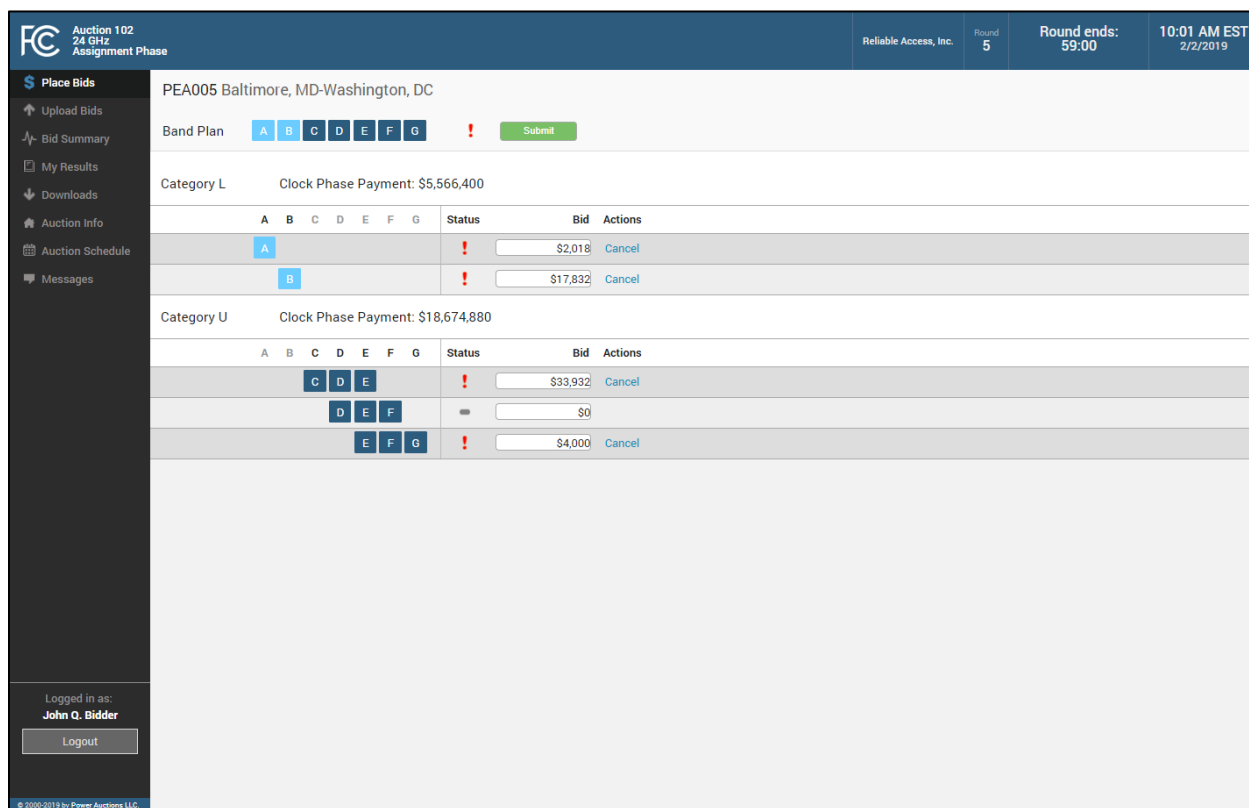 FCC
Auction 102
24 GHz
Assignment Phase
Reliable Access, Inc.
Round
5
Round ends:
59:00
10:01 AM EST
2/2/2019
$ Place Bids
Upload Bids
Bid Summary
My Results
Downloads
Auction Info
Auction Schedule
Messages
PEA005 Baltimore, MD-Washington, DC
Band Plan A B C D E F G ! Submit
Category L Clock Phase Payment: $5,566,400
A B C D E F G Status Bid Actions
A ! $2,018 Cancel
B ! $17,832 Cancel
Category U Clock Phase Payment: $18,674,880
A B C D E F G Status Bid Actions
C D E ! $33,932 Cancel
D E F $0
E F G ! $4,000 Cancel
Logged in as:
John Q. Bidder
Logout
© 2000-2019 by Power Auctions LLC.